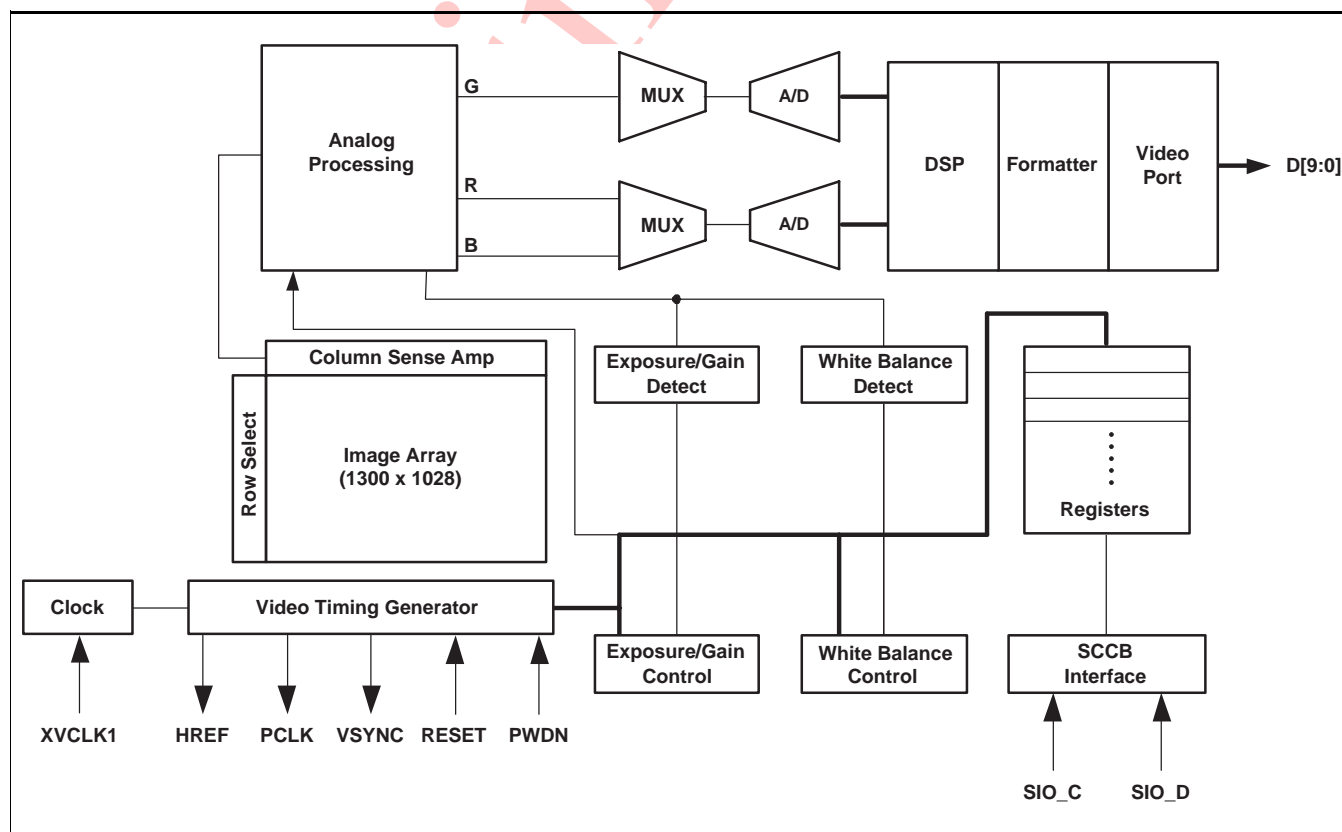 G
MUX
A/D
Analog
Processing
DSP
Formatter
Video
Port
D[9:0]
R
MUX
A/D
B
Column Sense Amp
Exposure/Gain
Detect
White Balance
Detect
Row Select
Image Array
(1300 x 1028)
Registers
Clock
Video Timing Generator
Exposure/Gain
Control
White Balance
Control
SCCB
Interface
XVCLK1
HREF
PCLK
VSYNC
RESET
PWDN
SIO_C
SIO_D